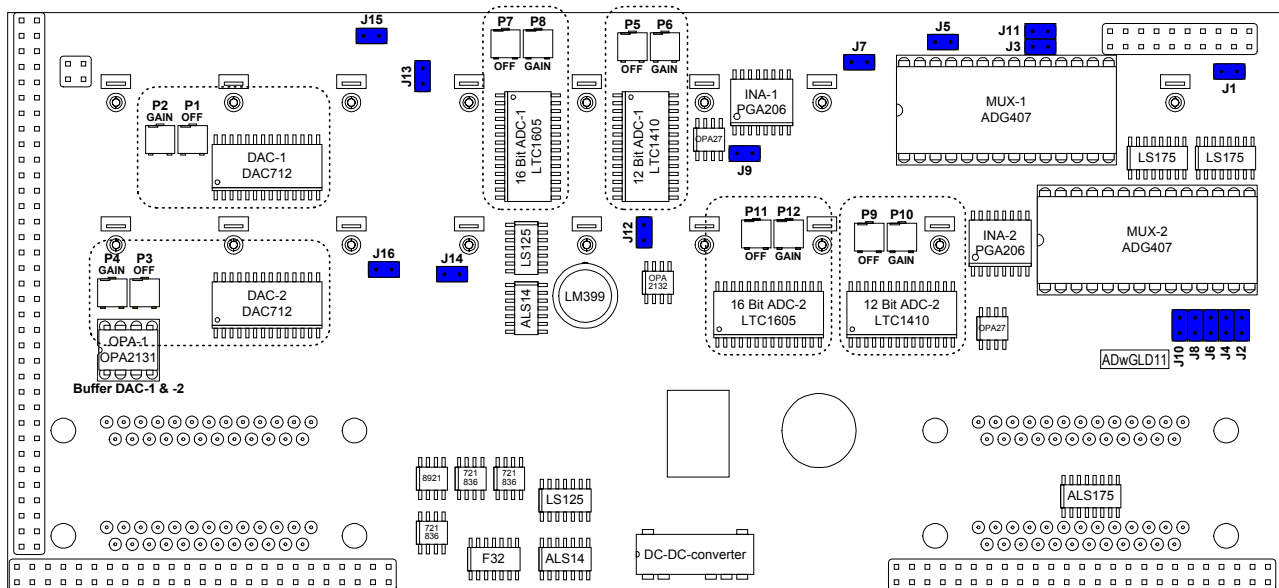 J15
P7 P8
OFF GAIN
P5 P6
OFF GAIN
J5
J11
J3
J7
J1
J13
P2 P1
GAIN OFF
DAC-1
DAC712
16 Bit ADC-1
LTC1605
12 Bit ADC-1
LTC1410
INA-1
PGA206
OPA27
J9
MUX-1
ADG407
LS175
LS175
P4 P3
GAIN OFF
DAC-2
DAC712
OPA-1
OPA2131
Buffer DAC-1 & -2
J16
J14
LS125
ALS14
LM399
J12
OPA
2132
P11 P12
OFF GAIN
16 Bit ADC-2
LTC1605
P9 P10
OFF GAIN
12 Bit ADC-2
LTC1410
INA-2
PGA206
OPA27
MUX-2
ADG407
ADwGLD11
J10
J8
J6
J4
J2
8921
721
836
721
836
721
836
LS125
F32
ALS14
DC-DC-converter
ALS175